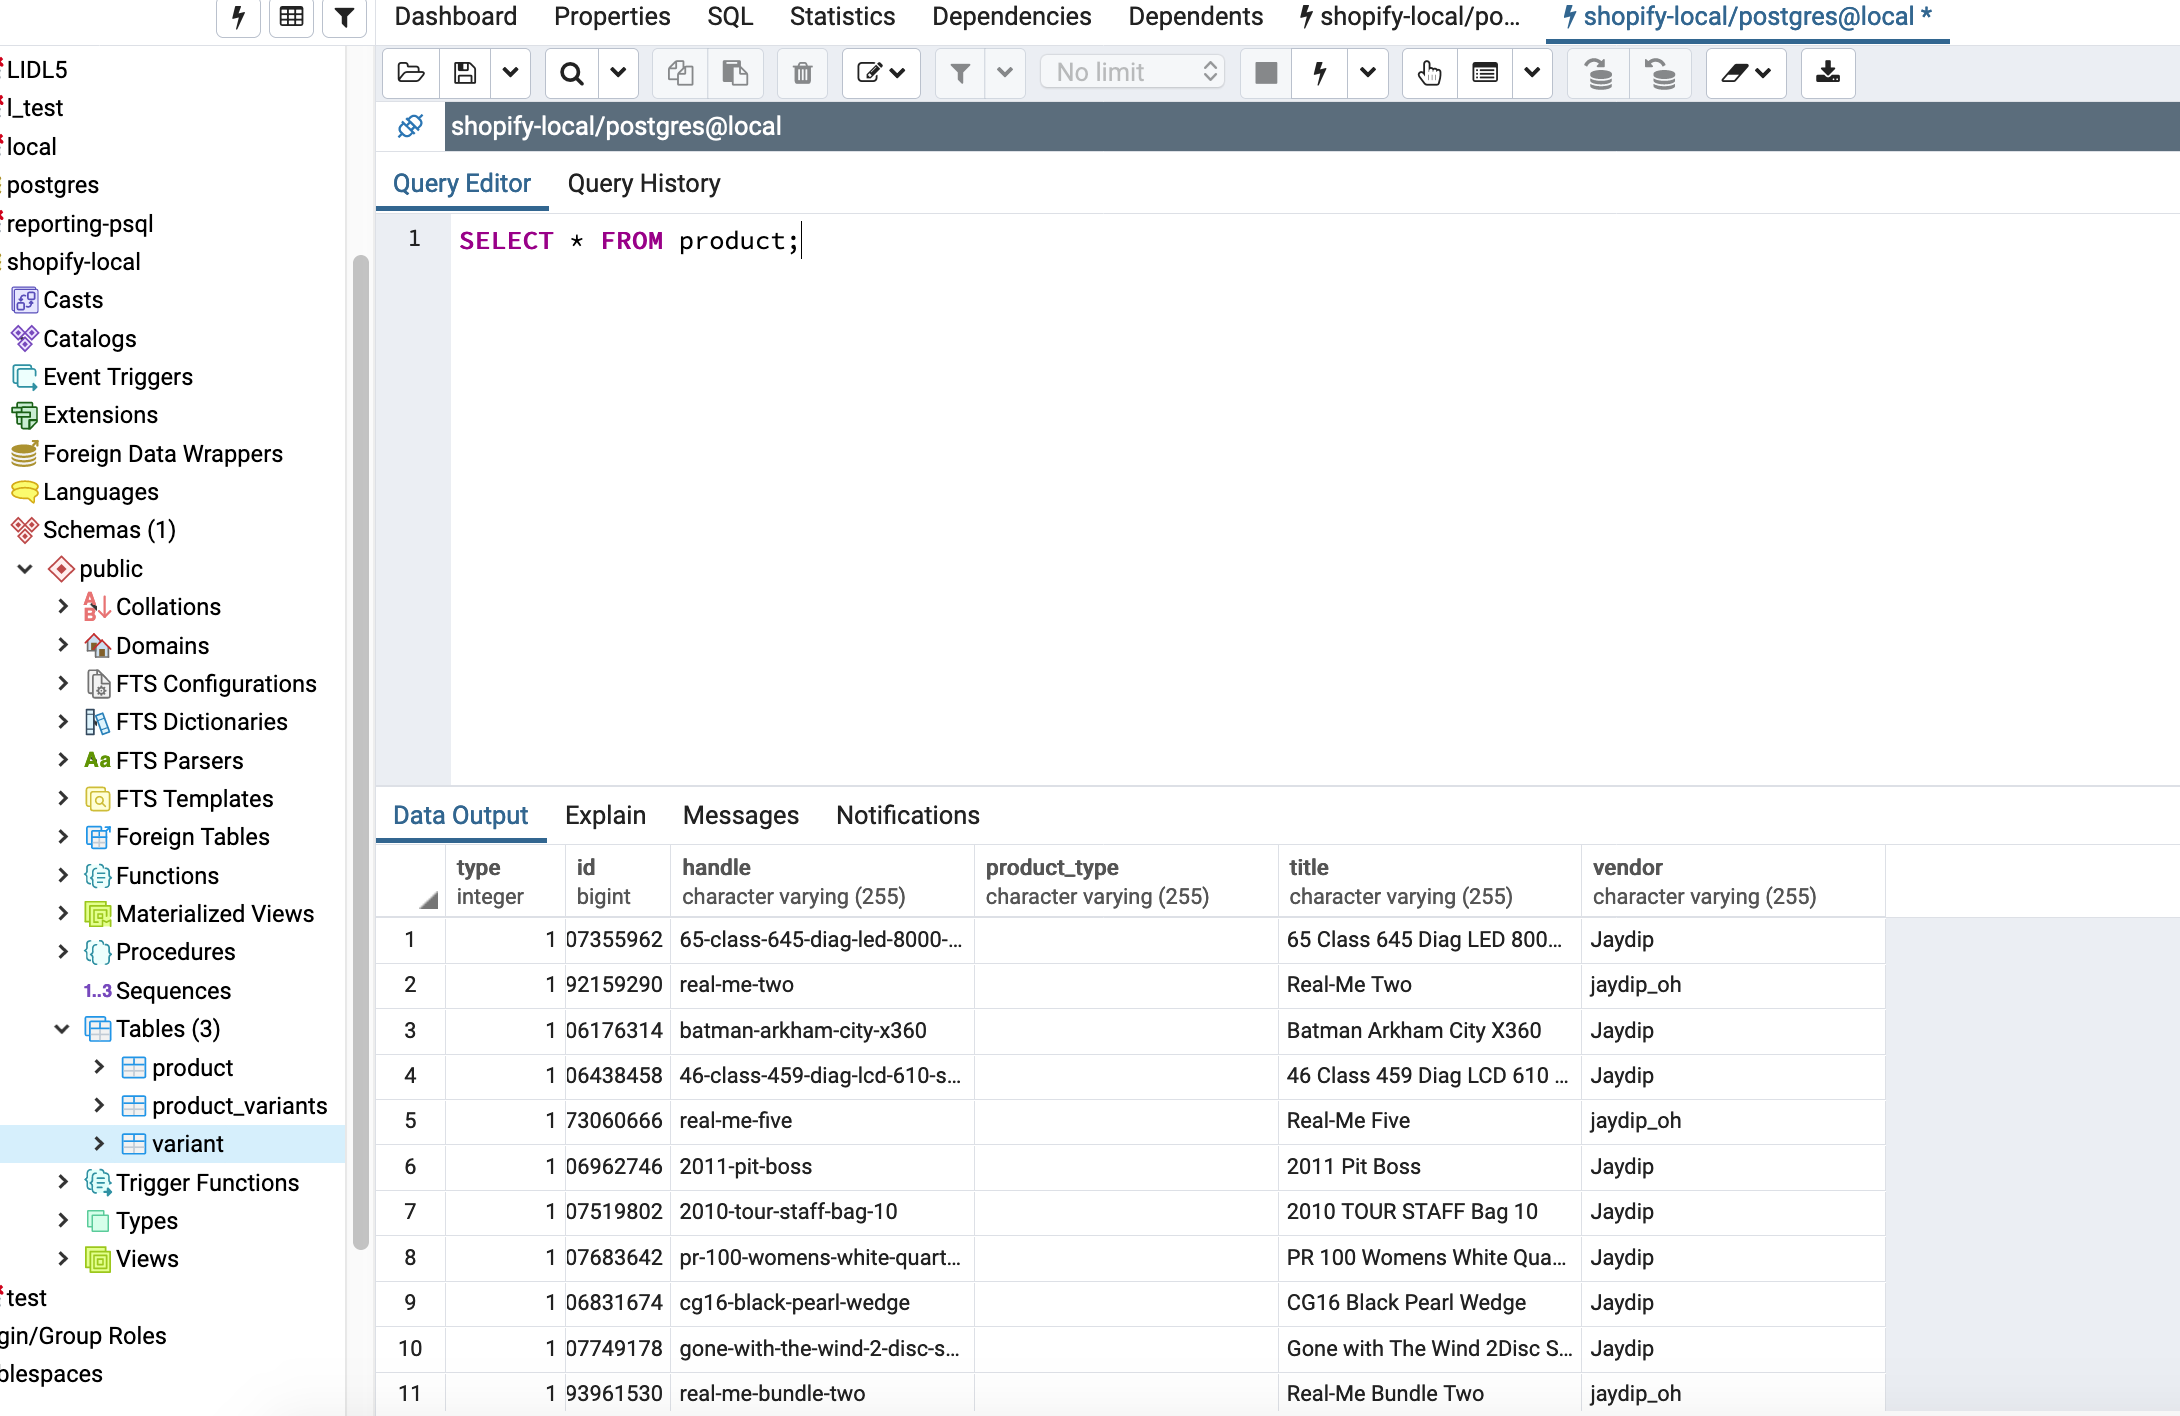 Dashboard Properties SQL Statistics Dependencies Dependents shopify-local/po... shopify-local/postgres@local *
No limit
shopify-local/postgres@local
Query Editor Query History
1 SELECT * FROM product;
LIDL5
l_test
local
postgres
reporting-psql
shopify-local
Casts
Catalogs
Event Triggers
Extensions
Foreign Data Wrappers
Languages
Schemas (1)
public
Collations
Domains
FTS Configurations
FTS Dictionaries
Aa FTS Parsers
FTS Templates
Foreign Tables
Functions
Materialized Views
Procedures
1..3 Sequences
Tables (3)
product
product_variants
variant
Trigger Functions
Types
Views
test
gin/Group Roles
blespaces
Data Output Explain Messages Notifications
type id handle product_type title vendor
integer bigint character varying (255) character varying (255) character varying (255) character varying (255)
1 1 07355962 65-class-645-diag-led-8000-... 65 Class 645 Diag LED 800... Jaydip
2 1 92159290 real-me-two Real-Me Two jaydip_oh
3 1 06176314 batman-arkham-city-x360 Batman Arkham City X360 Jaydip
4 1 06438458 46-class-459-diag-lcd-610-s... 46 Class 459 Diag LCD 610 ... Jaydip
5 1 73060666 real-me-five Real-Me Five jaydip_oh
6 1 06962746 2011-pit-boss 2011 Pit Boss Jaydip
7 1 07519802 2010-tour-staff-bag-10 2010 TOUR STAFF Bag 10 Jaydip
8 1 07683642 pr-100-womens-white-quart... PR 100 Womens White Qua... Jaydip
9 1 06831674 cg16-black-pearl-wedge CG16 Black Pearl Wedge Jaydip
10 1 07749178 gone-with-the-wind-2-disc-s... Gone with The Wind 2Disc S... Jaydip
11 1 93961530 real-me-bundle-two Real-Me Bundle Two jaydip_oh